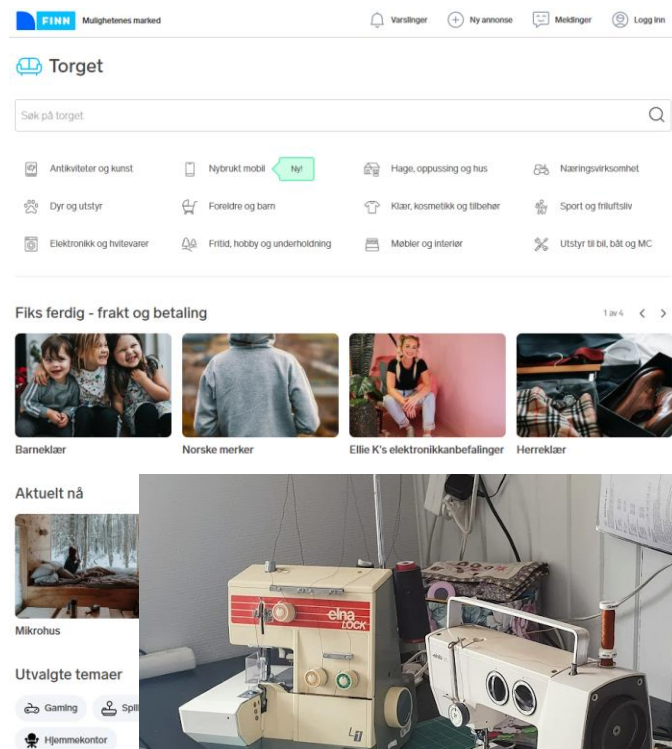 FINN Mulighetenes marked Varslinger Ny annonse Meldinger Logg inn
Torget
Søk på torget
Antikviteter og kunst Nybrukt mobil Ny! Hage, oppussing og hus Næringsvirksomhet
Dyr og utstyr Foreldre og barn Klær, kosmetikk og tilbehør Sport og friluftsliv
Elektronikk og hvitevarer Fritid, hobby og underholdning Møbler og interiør Utstyr til bil, båt og MC
Fiks ferdig - frakt og betaling 1 av 4
Barneklær Norske merker Ellie K's elektronikkanbefalinger Herreklær
Aktuelt nå
elna
LOCK
Mikrohus
Utvalgte temaer
Gaming Spil
Hjemmekontor